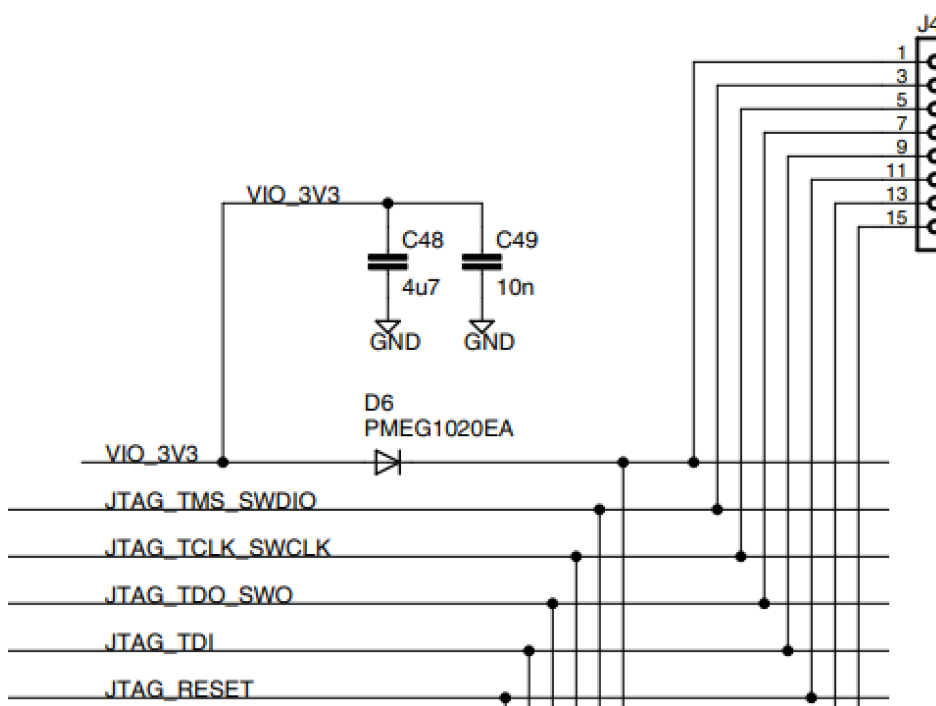 J4
1
3
5
7
9
11
13
15
VIO_3V3
C48
C49
4u7
10n
GND
GND
D6
PMEG1020EA
VIO_3V3
JTAG_TMS_SWDIO
JTAG_TCLK_SWCLK
JTAG_TDO_SWO
JTAG_TDI
JTAG_RESET